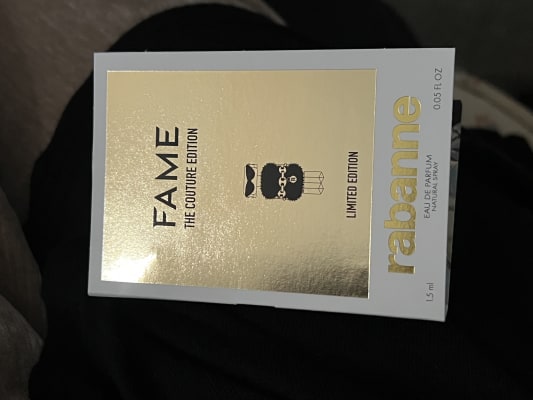 FAME
THE COUTURE EDITION
LIMITED EDITION
rabanne
EAU DE PARFUM
NATURAL SPRAY
1.5 ml
0.05 FL OZ